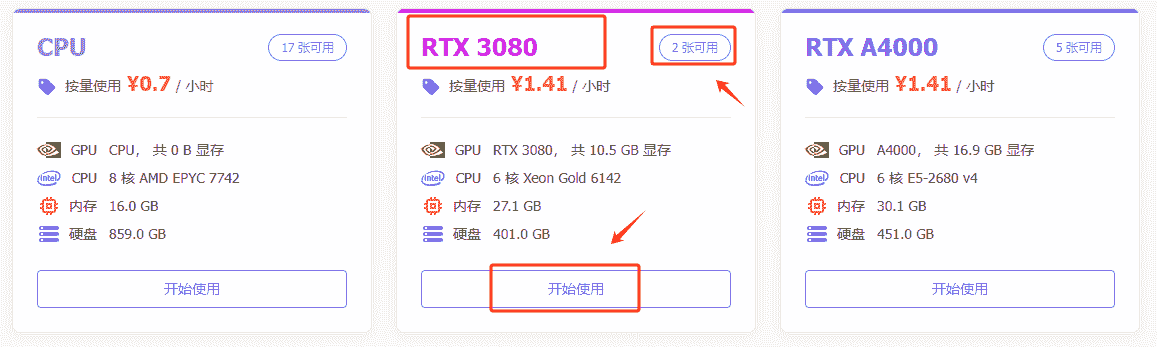 CPU
17 张可用
按量使用 ¥0.7 / 小时
GPU CPU， 共 0 B 显存
intel CPU 8 核 AMD EPYC 7742
内存 16.0 GB
硬盘 859.0 GB
开始使用
RTX 3080
2 张可用
按量使用 ¥1.41 / 小时
GPU RTX 3080， 共 10.5 GB 显存
intel CPU 6 核 Xeon Gold 6142
内存 27.1 GB
硬盘 401.0 GB
开始使用
RTX A4000
5 张可用
按量使用 ¥1.41 / 小时
GPU A4000， 共 16.9 GB 显存
intel CPU 6 核 E5-2680 v4
内存 30.1 GB
硬盘 451.0 GB
开始使用